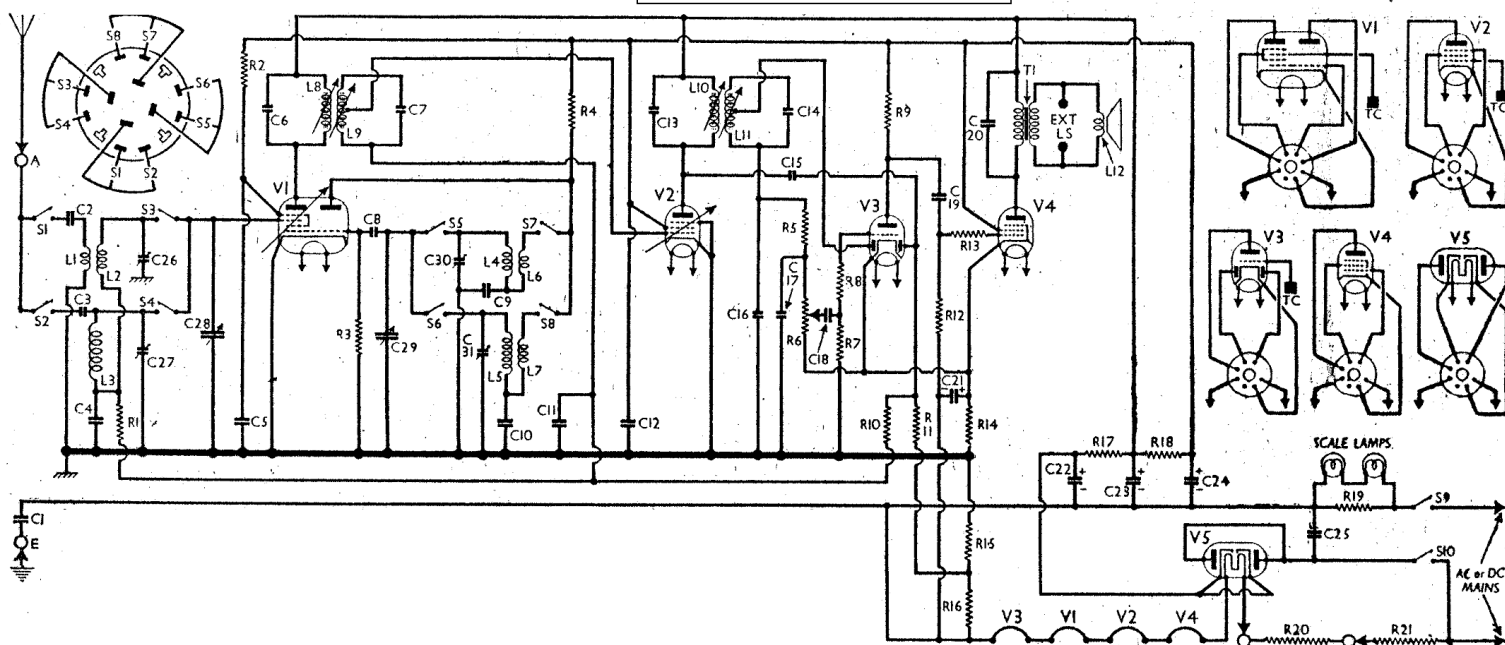 S8 S7
S3 S6
S4 S5
S1 S2
A
R2
C6
L8
L9
C7
R4
C13
L10
L11
C14
R9
C
20
T1
EXT
LS
L12
V1
TC
V2
TC
V3
TC
V4
V5
S1
C2
L1
L2
S3
C26
S2
C3
S4
C27
C28
L3
C4
R1
V1
C8
R3
C29
C5
S5
C30
L4
L6
S7
C9
S6
C
31
L5
L7
S8
C10
C11
V2
C12
C15
R5
C
17
C16
R6
C18
R8
R7
V3
C
19
R13
V4
R12
C21
R10
R
11
R14
R15
R16
C1
E
R17
R18
C22
C23
C24
SCALE LAMPS
R19
S9
C25
V5
S10
AC or DC
MAINS
V3 V1 V2 V4
R20
R21